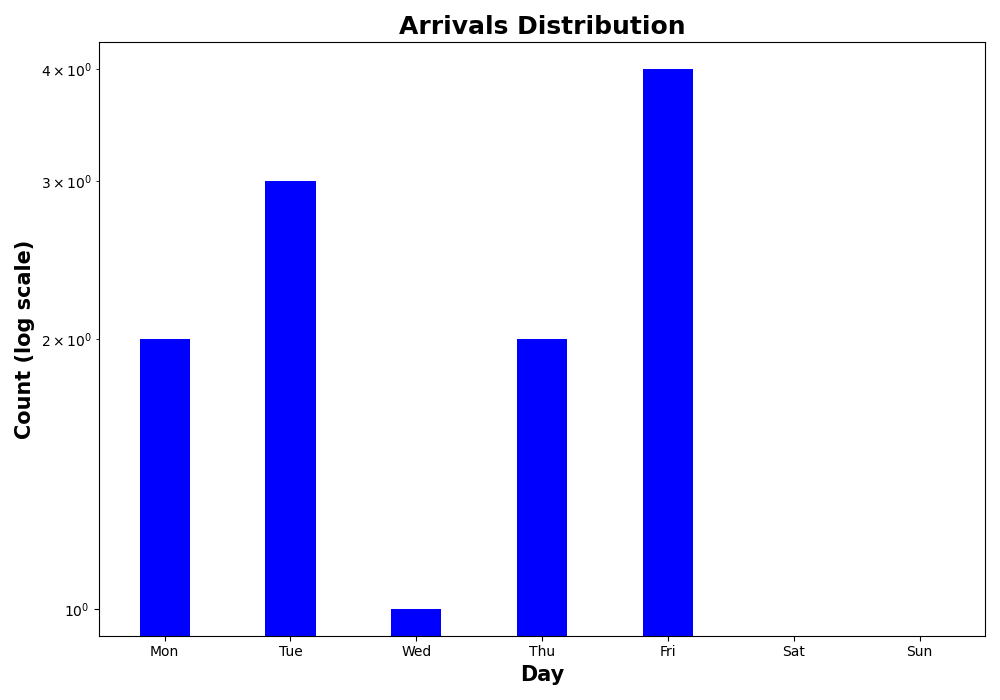 Arrivals Distribution
4 × 10⁰
3 × 10⁰
2 × 10⁰
10⁰
Count (log scale)
Mon Tue Wed Thu Fri Sat Sun
Day